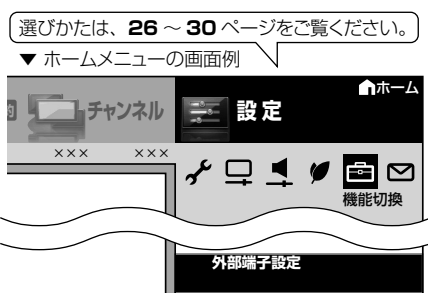 選びかたは、26～30ページをご覧ください。
▼ ホームメニューの画面例
ホーム
チャンネル
設定
××× ×××
機能切換
外部端子設定